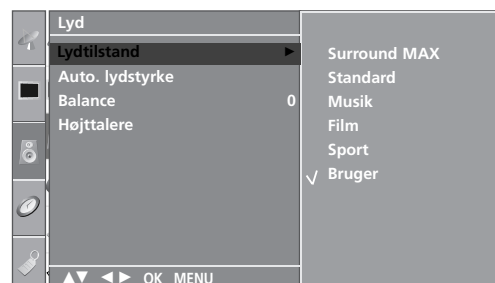 Lyd
Lydtilstand
Auto. lydstyrke
Balance 0
Højttalere
Surround MAX
Standard
Musik
Film
Sport
Bruger
OK MENU